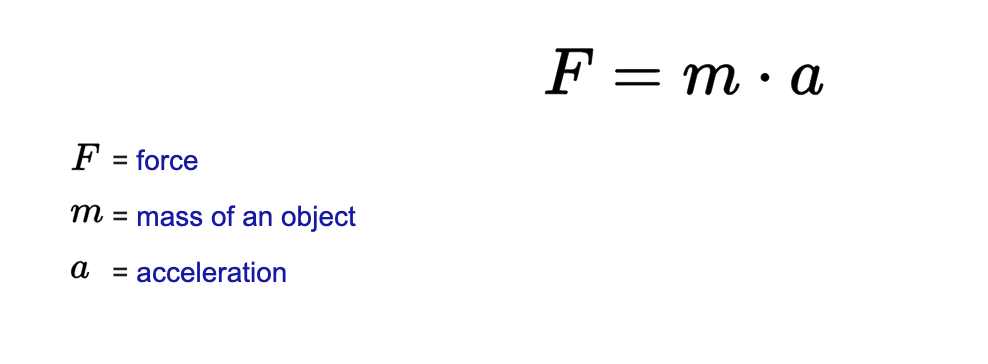 F = m · a
F = force
m = mass of an object
a = acceleration